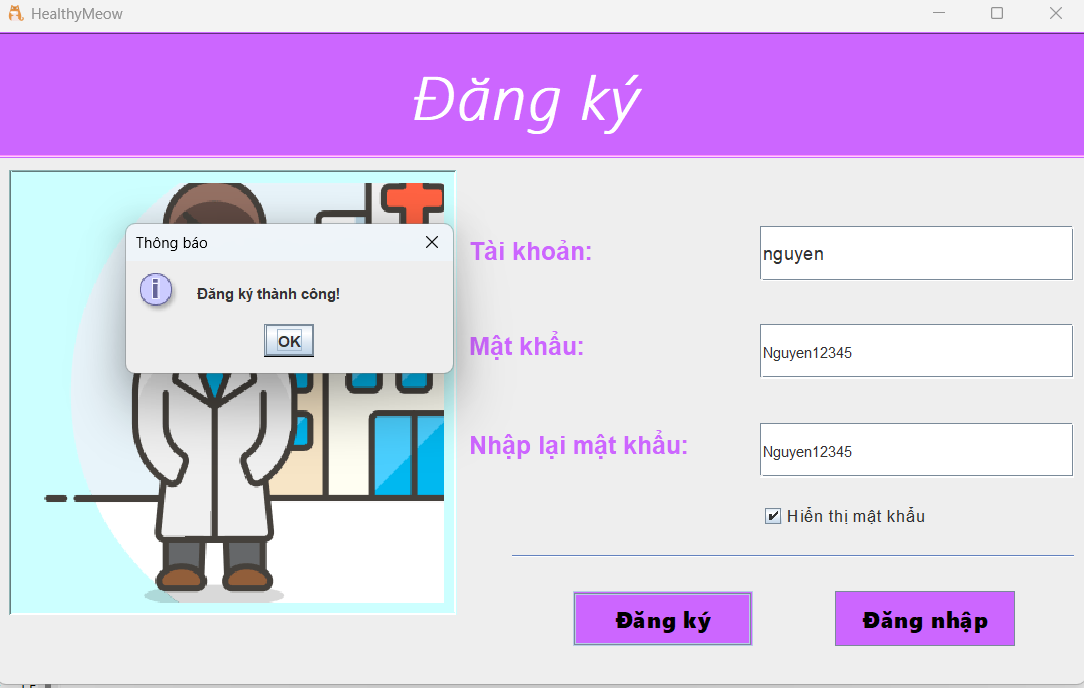 HealthyMeow
Đăng ký
Thông báo
Đăng ký thành công!
OK
Tài khoản:
nguyen
Mật khẩu:
Nguyen12345
Nhập lại mật khẩu:
Nguyen12345
Hiển thị mật khẩu
Đăng ký
Đăng nhập